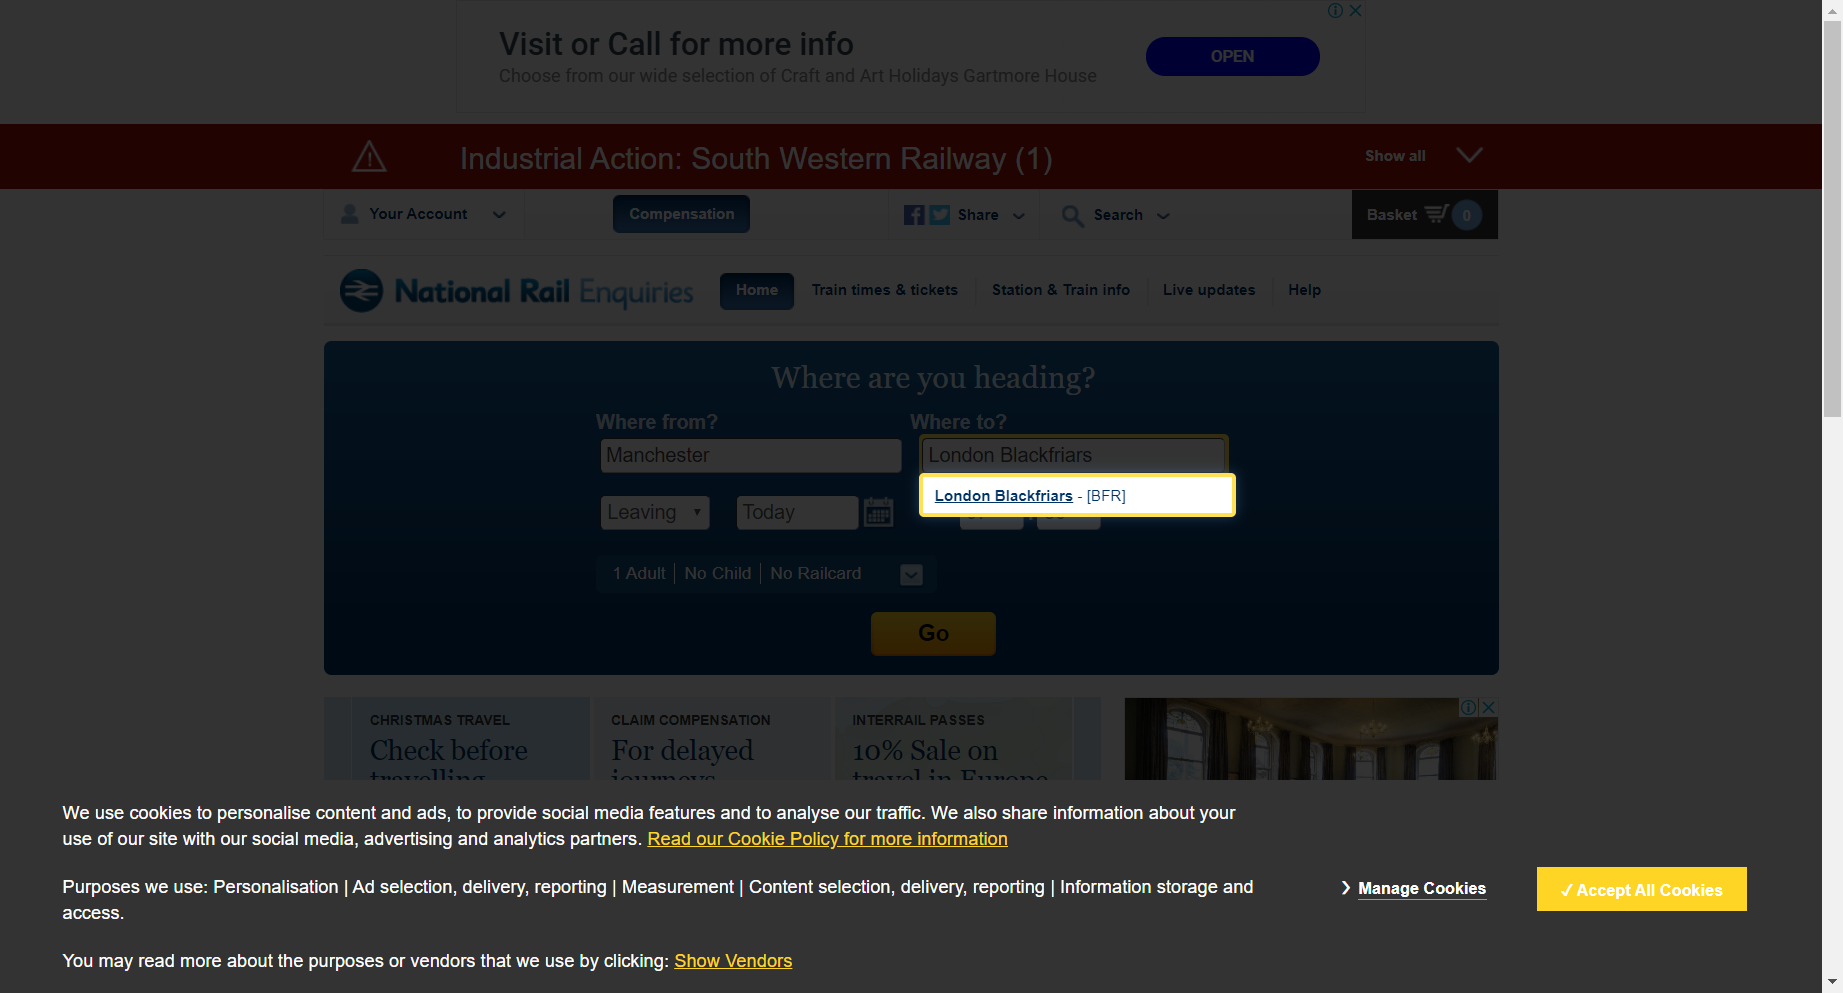 Visit or Call for more info
Choose from our wide selection of Craft and Art Holidays Gartmore House
OPEN
Industrial Action: South Western Railway (1)
Show all
Your Account
Compensation
Share
Search
Basket
0
National Rail Enquiries
Home
Train times & tickets
Station & Train info
Live updates
Help
Where are you heading?
Where from?
Where to?
Manchester
London Blackfriars
London Blackfriars - [BFR]
Leaving
Today
1 Adult
No Child
No Railcard
Go
CHRISTMAS TRAVEL
Check before
travelling
CLAIM COMPENSATION
For delayed
journeys
INTERRAIL PASSES
10% Sale on
travel in Europe
We use cookies to personalise content and ads, to provide social media features and to analyse our traffic. We also share information about your
use of our site with our social media, advertising and analytics partners. Read our Cookie Policy for more information
Purposes we use: Personalisation | Ad selection, delivery, reporting | Measurement | Content selection, delivery, reporting | Information storage and
access.
Manage Cookies
✓ Accept All Cookies
You may read more about the purposes or vendors that we use by clicking: Show Vendors